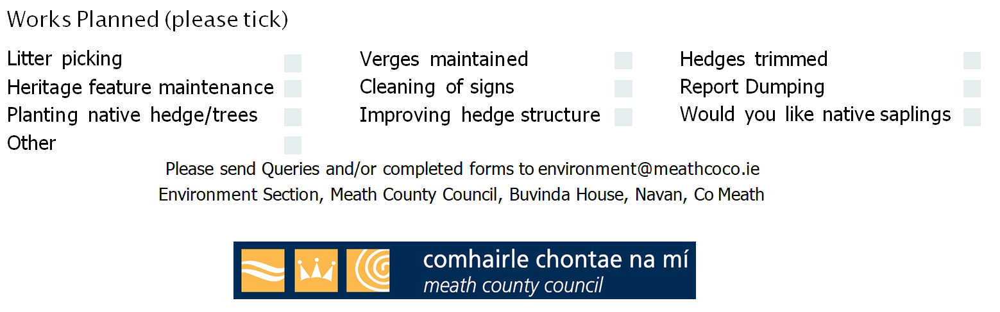 Works Planned (please tick)
Litter picking Verges maintained Hedges trimmed
Heritage feature maintenance Cleaning of signs Report Dumping
Planting native hedge/trees Improving hedge structure Would you like native saplings
Other
Please send Queries and/or completed forms to environment@meathcoco.ie
Environment Section, Meath County Council, Buvinda House, Navan, Co Meath
comhairle chontae na mí
meath county council